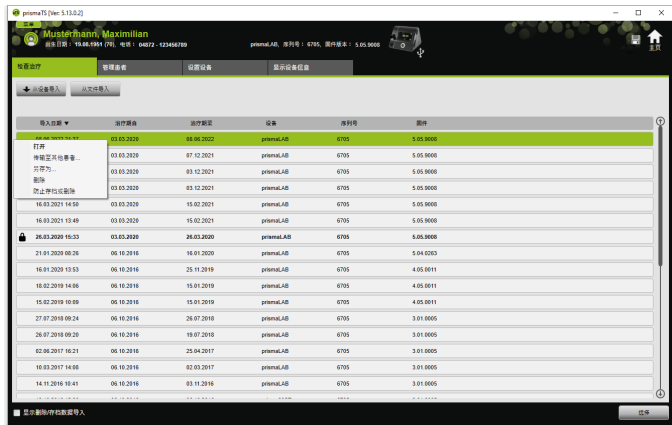 prismaTS [Ver: 5.13.0.2]
菜单
Mustermann, Maximilian
出生日期: 19.08.1951 (70), 电话: 04872 - 123456789
prismaLAB, 序列号: 6705, 固件版本: 5.05.9008
主页
检查治疗 管理患者 设置设备 显示设备信息
从设备导入 从文件导入
导入日期 ▼ 治疗期自 治疗期至 设备 序列号 固件
08.06.2022 21:37 03.03.2020 06.06.2022 prismaLAB 6705 5.05.9008
打开
传输至其他患者...
另存为...
删除
防止存档或删除
03.03.2020 07.12.2021 prismaLAB 6705 5.05.9008
03.03.2020 03.12.2021 prismaLAB 6705 5.05.9008
03.03.2020 03.12.2021 prismaLAB 6705 5.05.9008
16.03.2021 14:50 03.03.2020 15.02.2021 prismaLAB 6705 5.05.9008
16.03.2021 13:49 03.03.2020 15.02.2021 prismaLAB 6705 5.05.9008
26.03.2020 15:33 03.03.2020 26.03.2020 prismaLAB 6705 5.05.9008
21.01.2020 08:26 06.10.2016 16.01.2020 prismaLAB 6705 5.04.0263
16.01.2020 13:53 06.10.2016 25.11.2019 prismaLAB 6705 4.05.0011
18.02.2019 14:06 06.10.2016 15.01.2019 prismaLAB 6705 4.05.0011
15.02.2019 10:09 06.10.2016 15.01.2019 prismaLAB 6705 4.05.0011
27.07.2018 09:24 06.10.2016 26.07.2018 prismaLAB 6705 3.01.0005
26.07.2018 09:20 06.10.2016 19.07.2018 prismaLAB 6705 3.01.0005
02.06.2017 16:21 06.10.2016 25.04.2017 prismaLAB 6705 3.01.0005
10.03.2017 14:08 06.10.2016 02.03.2017 prismaLAB 6705 3.01.0005
14.11.2016 10:41 06.10.2016 03.11.2016 prismaLAB 6705 3.01.0005
显示删除/存档数据导入